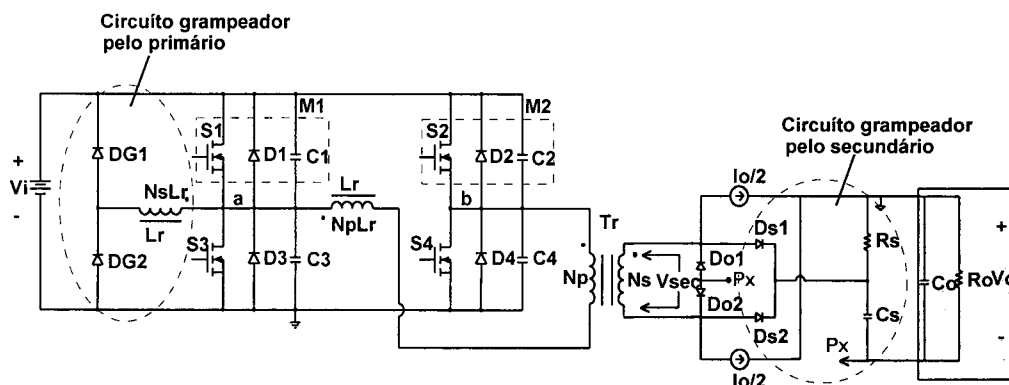 Circuíto grampeador
pelo primário
M1
M2
S1
S2
Circuíto grampeador
pelo secundário
+
Vi
-
DG1
D1
C1
D2
C2
Io/2
NsLr
a
Lr
b
Lr
NpLr
Tr
Ds1
Rs
+
DG2
S3
D3
C3
S4
D4
C4
Np
Ns
Vsec
Do1
Px
Do2
Co
Ro
Ds2
Cs
Px
-
Io/2